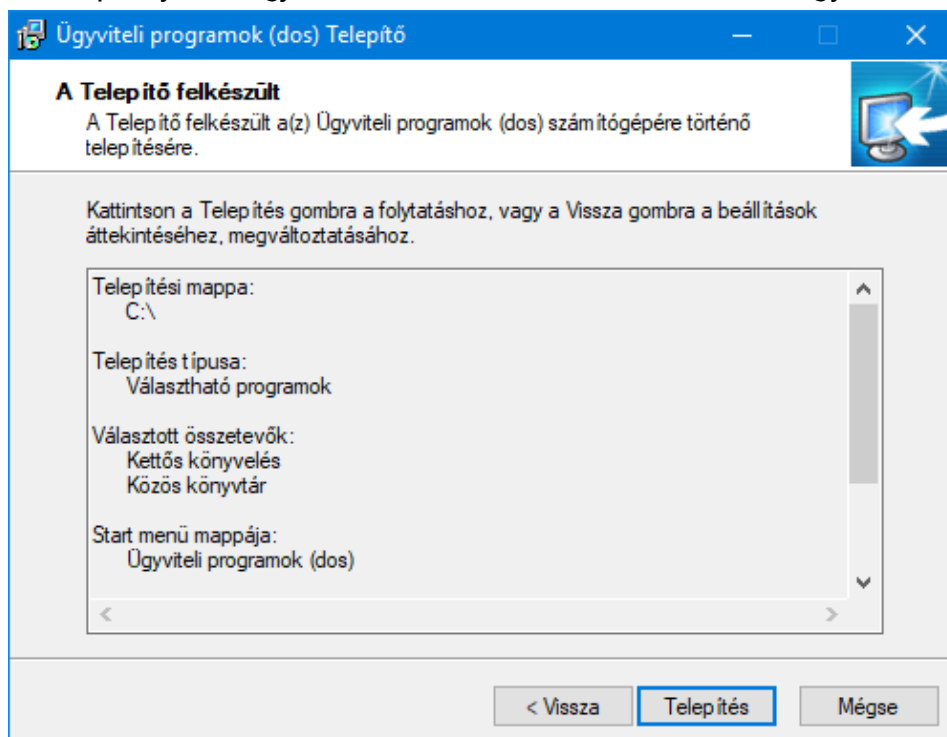 Ügyviteli programok (dos) Telepítő
A Telepítő felkészült
A Telepítő felkészült a(z) Ügyviteli programok (dos) számítógépére történő
telepítésére.
Kattintson a Telepítés gombra a folytatáshoz, vagy a Vissza gombra a beállítások
áttekintéséhez, megváltoztatásához.
Telepítési mappa:
C:\
Telepítés típusa:
Választható programok
Választott összetevők:
Kettős könyvelés
Közös könyvtár
Start menü mappája:
Ügyviteli programok (dos)
< Vissza
Telepítés
Mégse